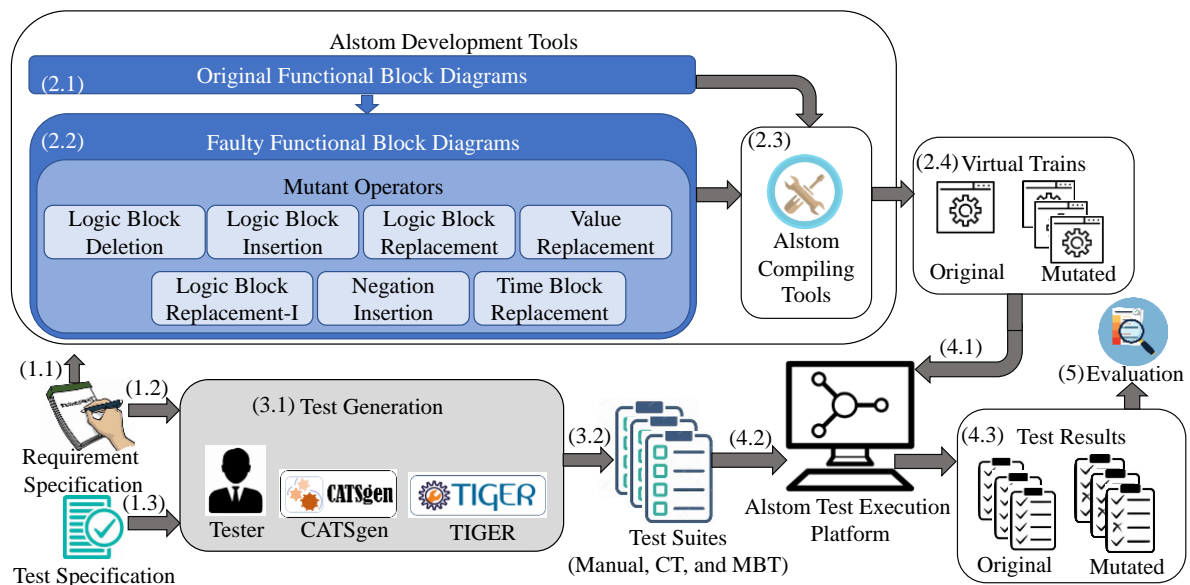 Alstom Development Tools
(2.1)
Original Functional Block Diagrams
(2.2)
Faulty Functional Block Diagrams
Mutant Operators
Logic Block
Deletion
Logic Block
Insertion
Logic Block
Replacement
Value
Replacement
Logic Block
Replacement-I
Negation
Insertion
Time Block
Replacement
(2.3)
Alstom
Compiling
Tools
(2.4)
Virtual Trains
Original
Mutated
(1.1)
(1.2)
Requirement
Specification
(1.3)
Test Specification
(3.1) Test Generation
Tester
CATSgen
CATSgen
TIGER
TIGER
(3.2)
Test Suites
(Manual, CT, and MBT)
(4.1)
(4.2)
Alstom Test Execution
Platform
(4.3)
Test Results
Original
Mutated
(5) Evaluation